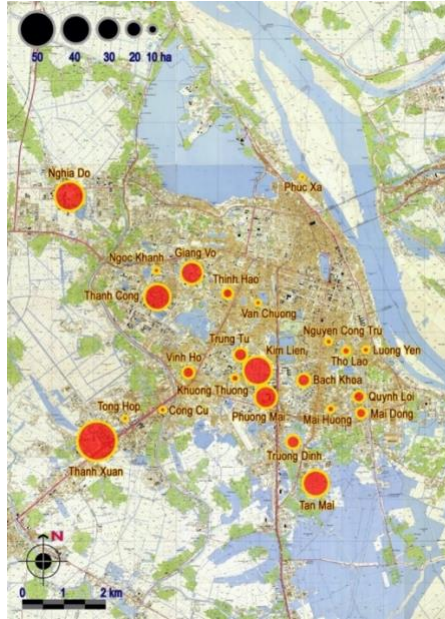 50 40 30 20 10 ha
Nghia Do
Phuc Xa
Ngoc Khanh
Giang Vo
Thinh Hao
Thanh Cong
Van Chuong
Nguyen Cong Tru
Trung Tu
Kim Lien
Tho Lao
Luong Yen
Vinh Ho
Khuong Thuong
Bach Khoa
Phuong Mai
Quynh Loi
Tong Hop
Cong Cu
Mai Huong
Mai Dong
Thanh Xuan
Truong Dinh
Tan Mai
N
0 1 2 km